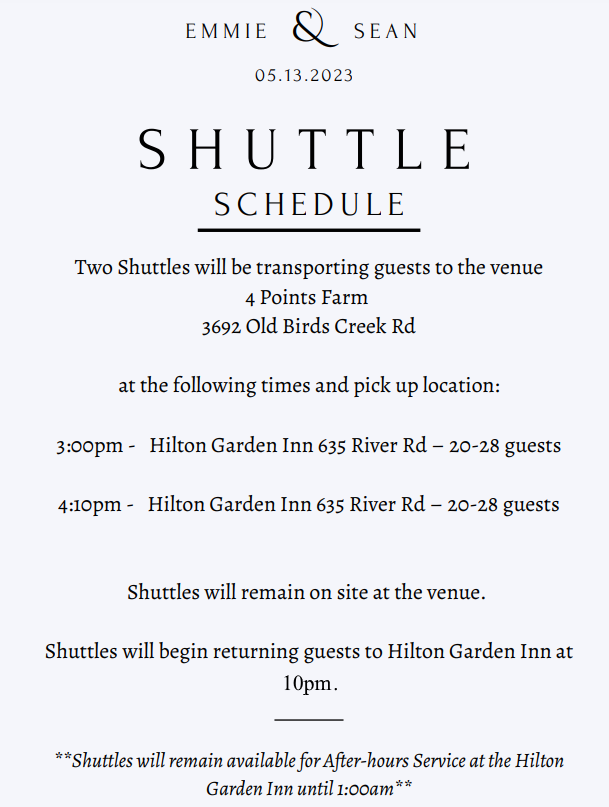 EMMIE & SEAN
05.13.2023
SHUTTLE
SCHEDULE
Two Shuttles will be transporting guests to the venue
4 Points Farm
3692 Old Birds Creek Rd
at the following times and pick up location:
3:00pm - Hilton Garden Inn 635 River Rd – 20-28 guests
4:10pm - Hilton Garden Inn 635 River Rd – 20-28 guests
Shuttles will remain on site at the venue.
Shuttles will begin returning guests to Hilton Garden Inn at
10pm.
**Shuttles will remain available for After-hours Service at the Hilton
Garden Inn until 1:00am**